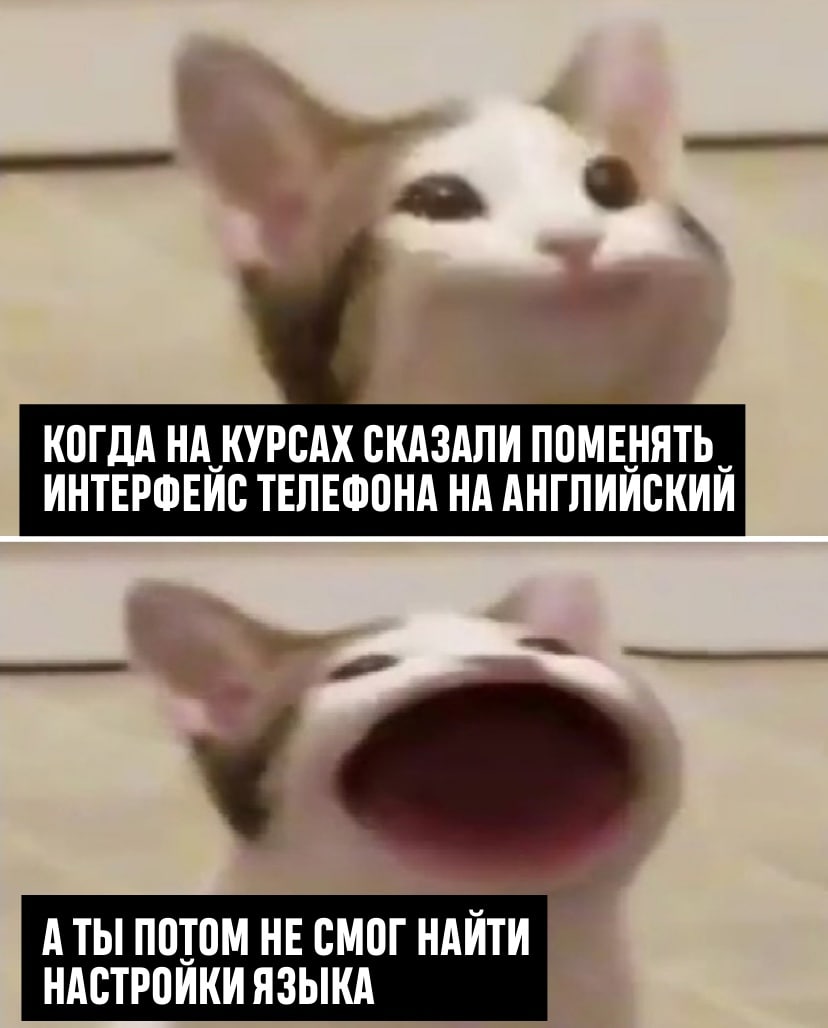 КОГДА НА КУРСАХ СКАЗАЛИ ПОМЕНЯТЬ
ИНТЕРФЕЙС ТЕЛЕФОНА НА АНГЛИЙСКИЙ
А ТЫ ПОТОМ НЕ СМОГ НАЙТИ
НАСТРОЙКИ ЯЗЫКА